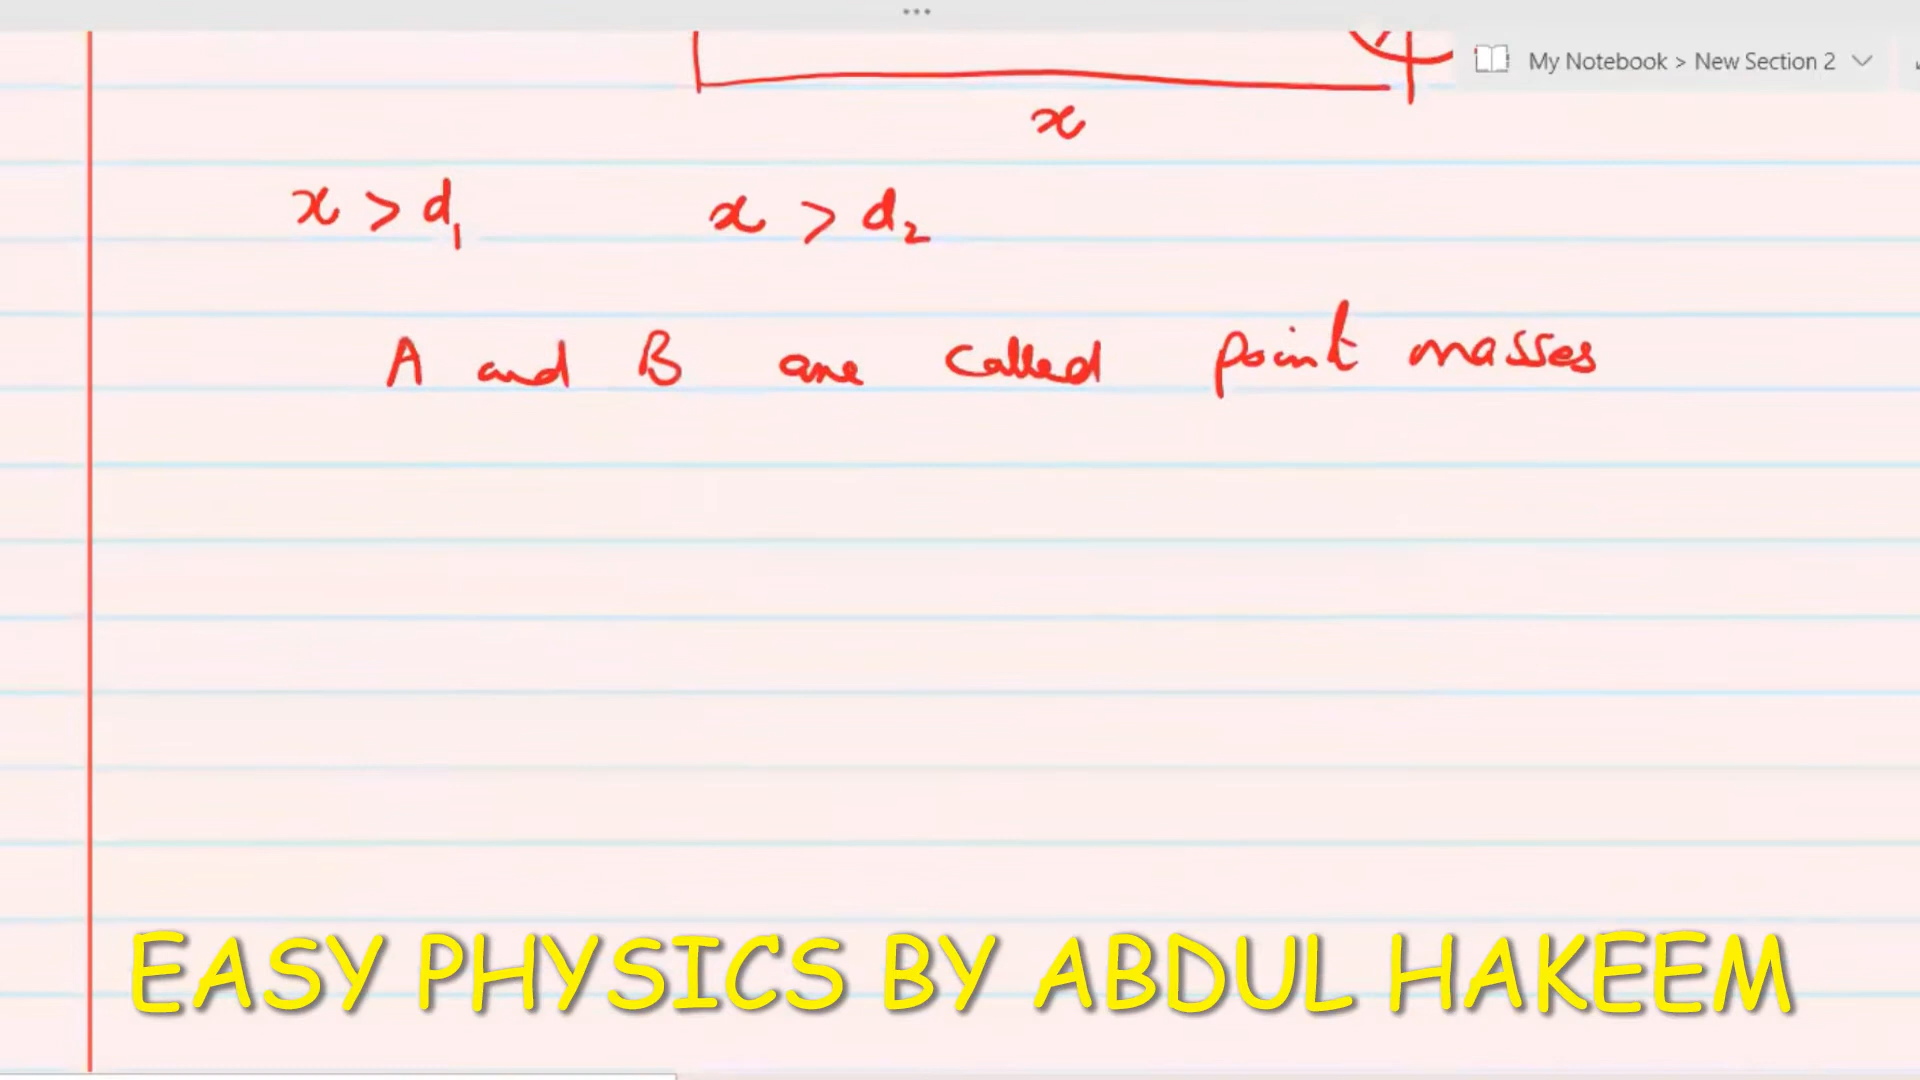 My Notebook > New Section 2
x
x > d₁ x > d₂
A and B are called point masses
EASY PHYSICS BY ABDUL HAKEEM